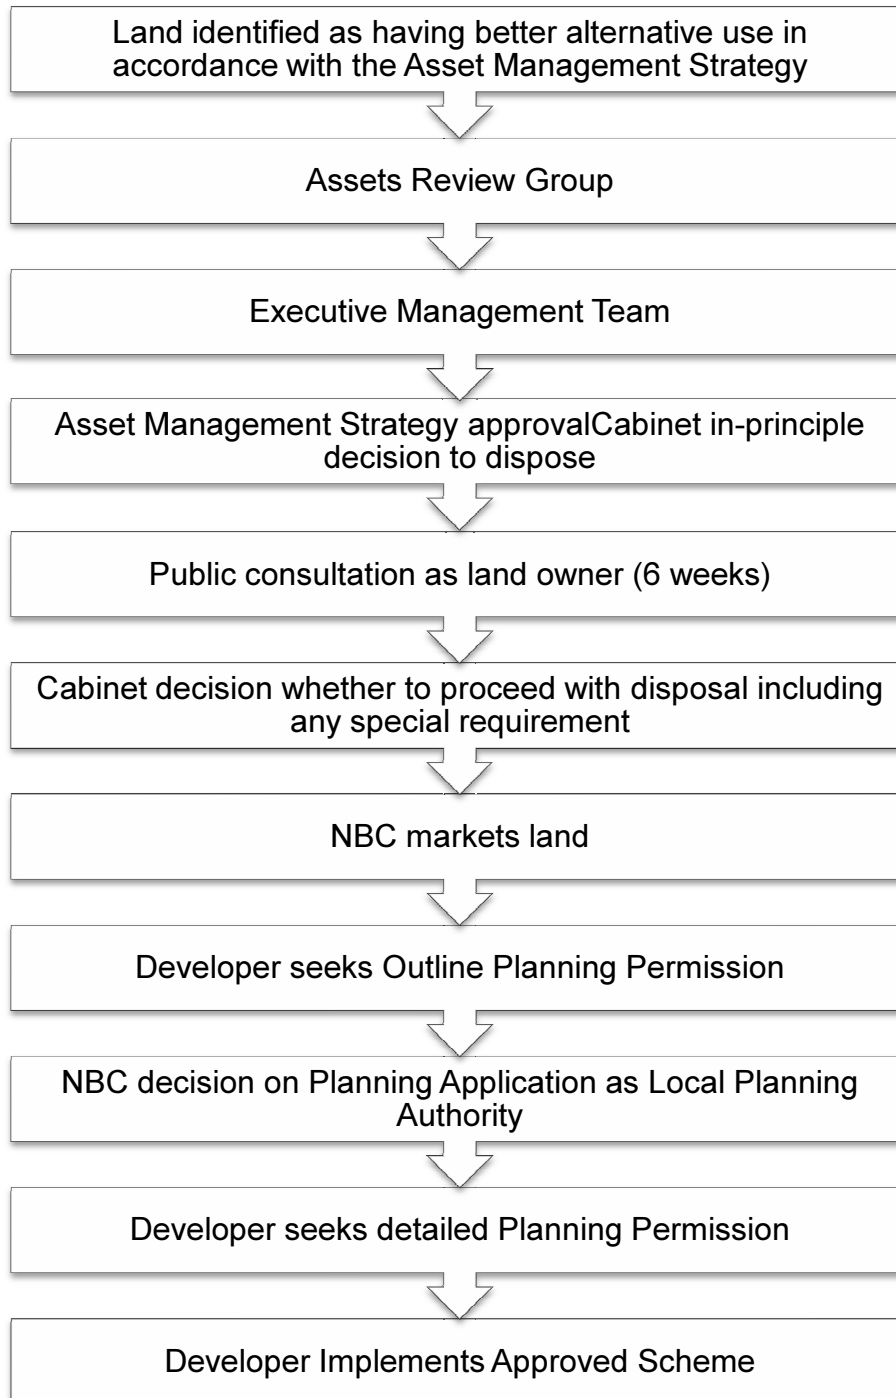 Land identified as having better alternative use in
accordance with the Asset Management Strategy
Assets Review Group
Executive Management Team
Asset Management Strategy approvalCabinet in-principle
decision to dispose
Public consultation as land owner (6 weeks)
Cabinet decision whether to proceed with disposal including
any special requirement
NBC markets land
Developer seeks Outline Planning Permission
NBC decision on Planning Application as Local Planning
Authority
Developer seeks detailed Planning Permission
Developer Implements Approved Scheme